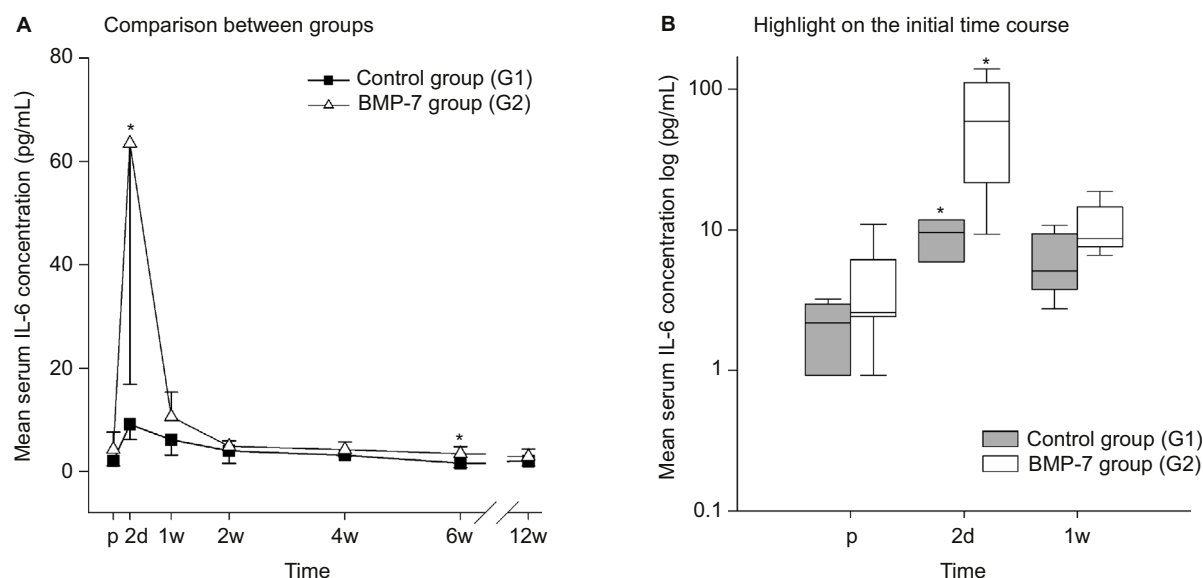 A Comparison between groups
Mean serum IL-6 concentration (pg/mL)
80
60
40
20
0
Control group (G1)
BMP-7 group (G2)
*
*
p 2d 1w 2w 4w 6w 12w
Time
B Highlight on the initial time course
Mean serum IL-6 concentration log (pg/mL)
100
10
1
0.1
*
*
Control group (G1)
BMP-7 group (G2)
p 2d 1w
Time